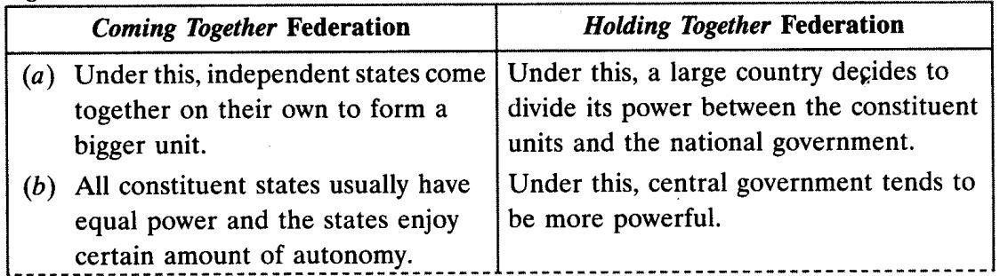 Coming Together Federation
Holding Together Federation
(a) Under this, independent states come
together on their own to form a
bigger unit.
Under this, a large country decides to
divide its power between the constituent
units and the national government.
(b) All constituent states usually have
equal power and the states enjoy
certain amount of autonomy.
Under this, central government tends to
be more powerful.